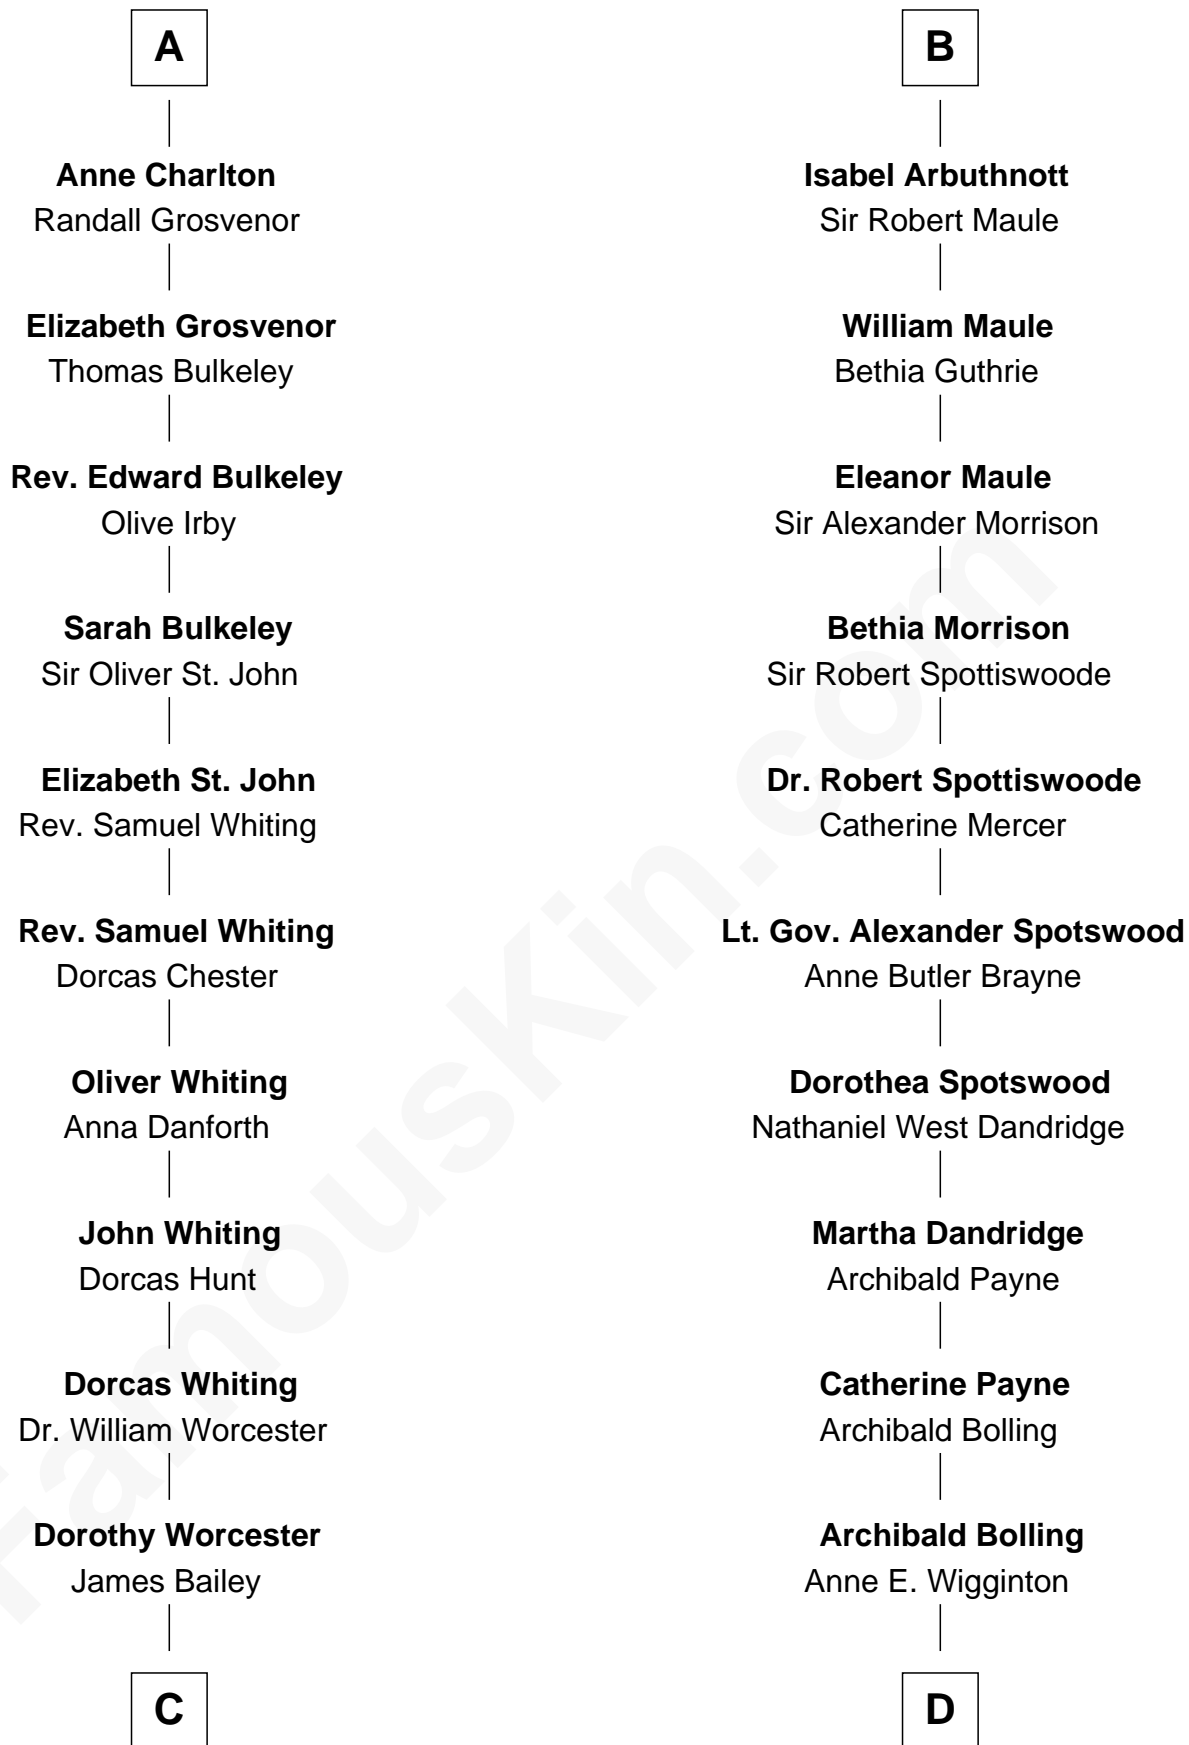 A
Anne Charlton
Randall Grosvenor
Elizabeth Grosvenor
Thomas Bulkeley
Rev. Edward Bulkeley
Olive Irby
Sarah Bulkeley
Sir Oliver St. John
Elizabeth St. John
Rev. Samuel Whiting
Rev. Samuel Whiting
Dorcas Chester
Oliver Whiting
Anna Danforth
John Whiting
Dorcas Hunt
Dorcas Whiting
Dr. William Worcester
Dorothy Worcester
James Bailey
C
B
Isabel Arbuthnott
Sir Robert Maule
William Maule
Bethia Guthrie
Eleanor Maule
Sir Alexander Morrison
Bethia Morrison
Sir Robert Spottiswoode
Dr. Robert Spottiswoode
Catherine Mercer
Lt. Gov. Alexander Spotswood
Anne Butler Brayne
Dorothea Spotswood
Nathaniel West Dandridge
Martha Dandridge
Archibald Payne
Catherine Payne
Archibald Bolling
Archibald Bolling
Anne E. Wigginton
D
FamousKin.com